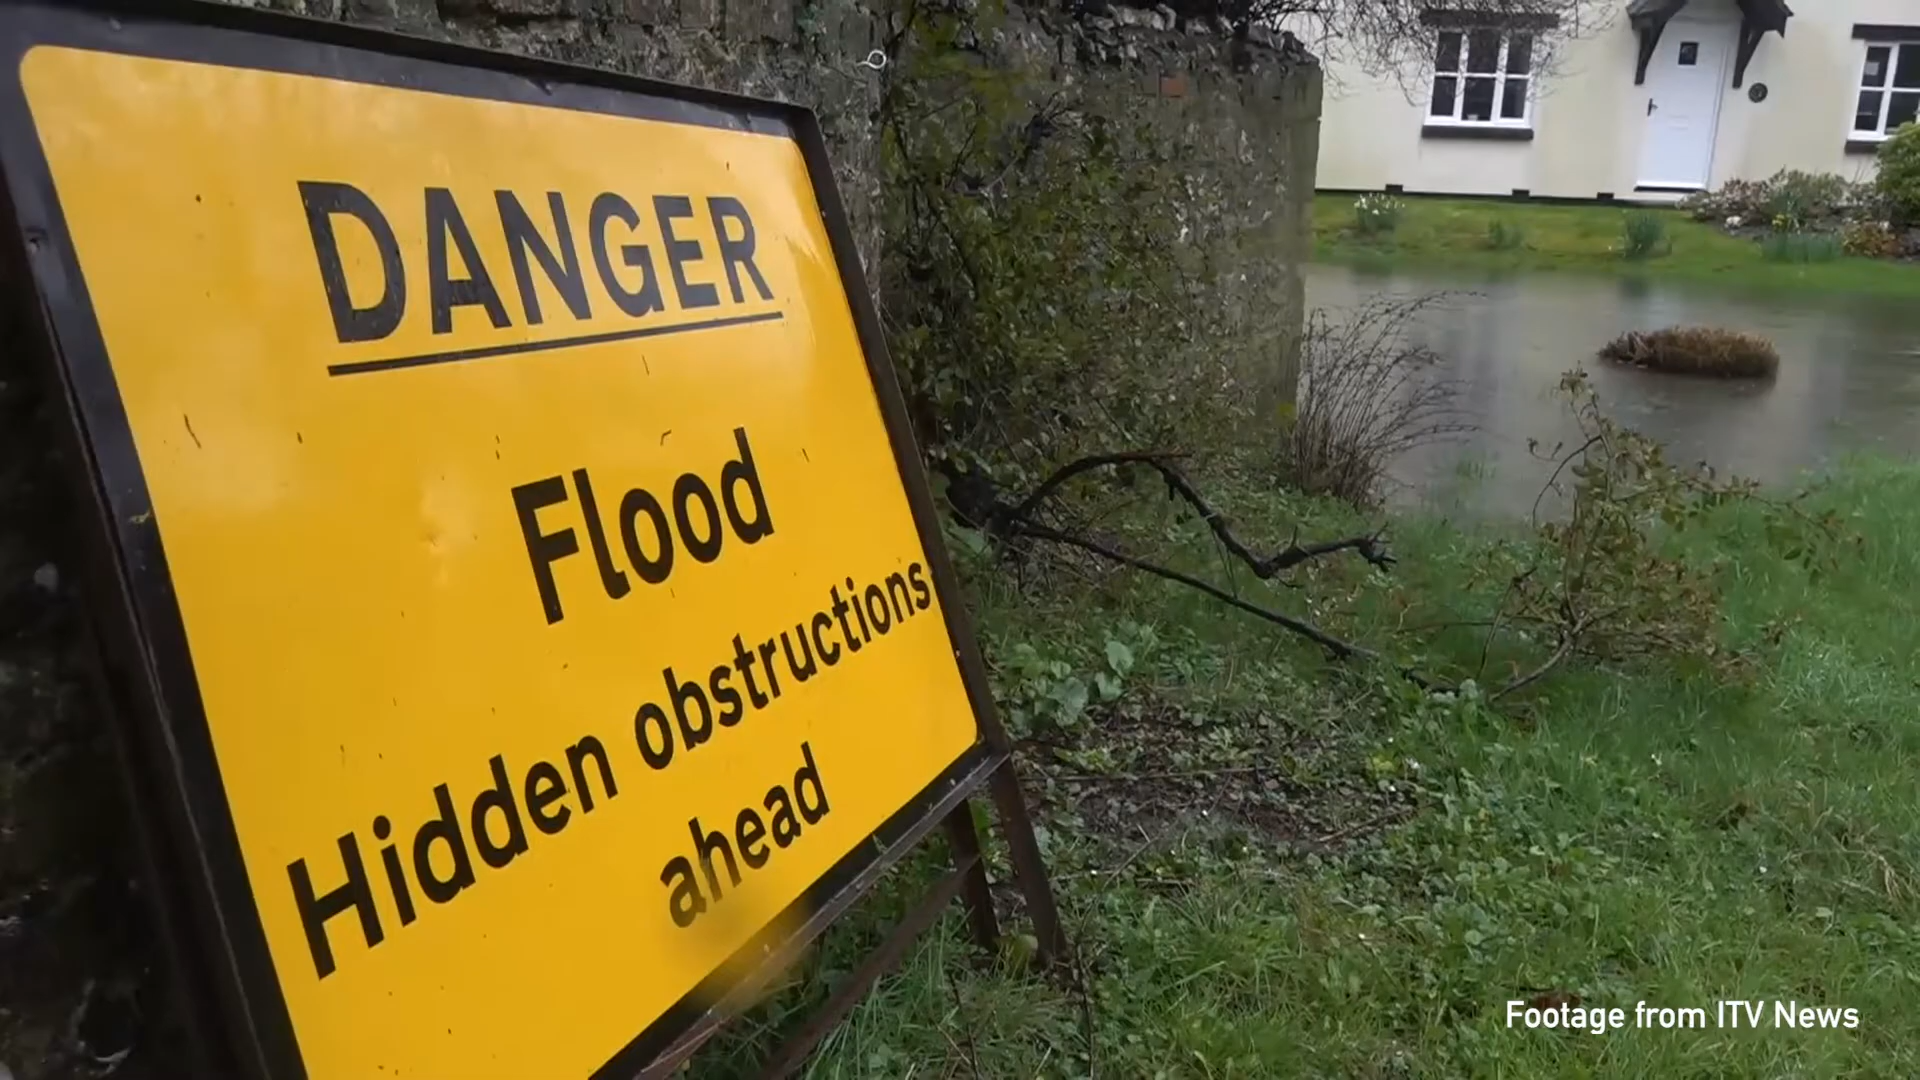 DANGER
Flood
Hidden obstructions
ahead
Footage from ITV News